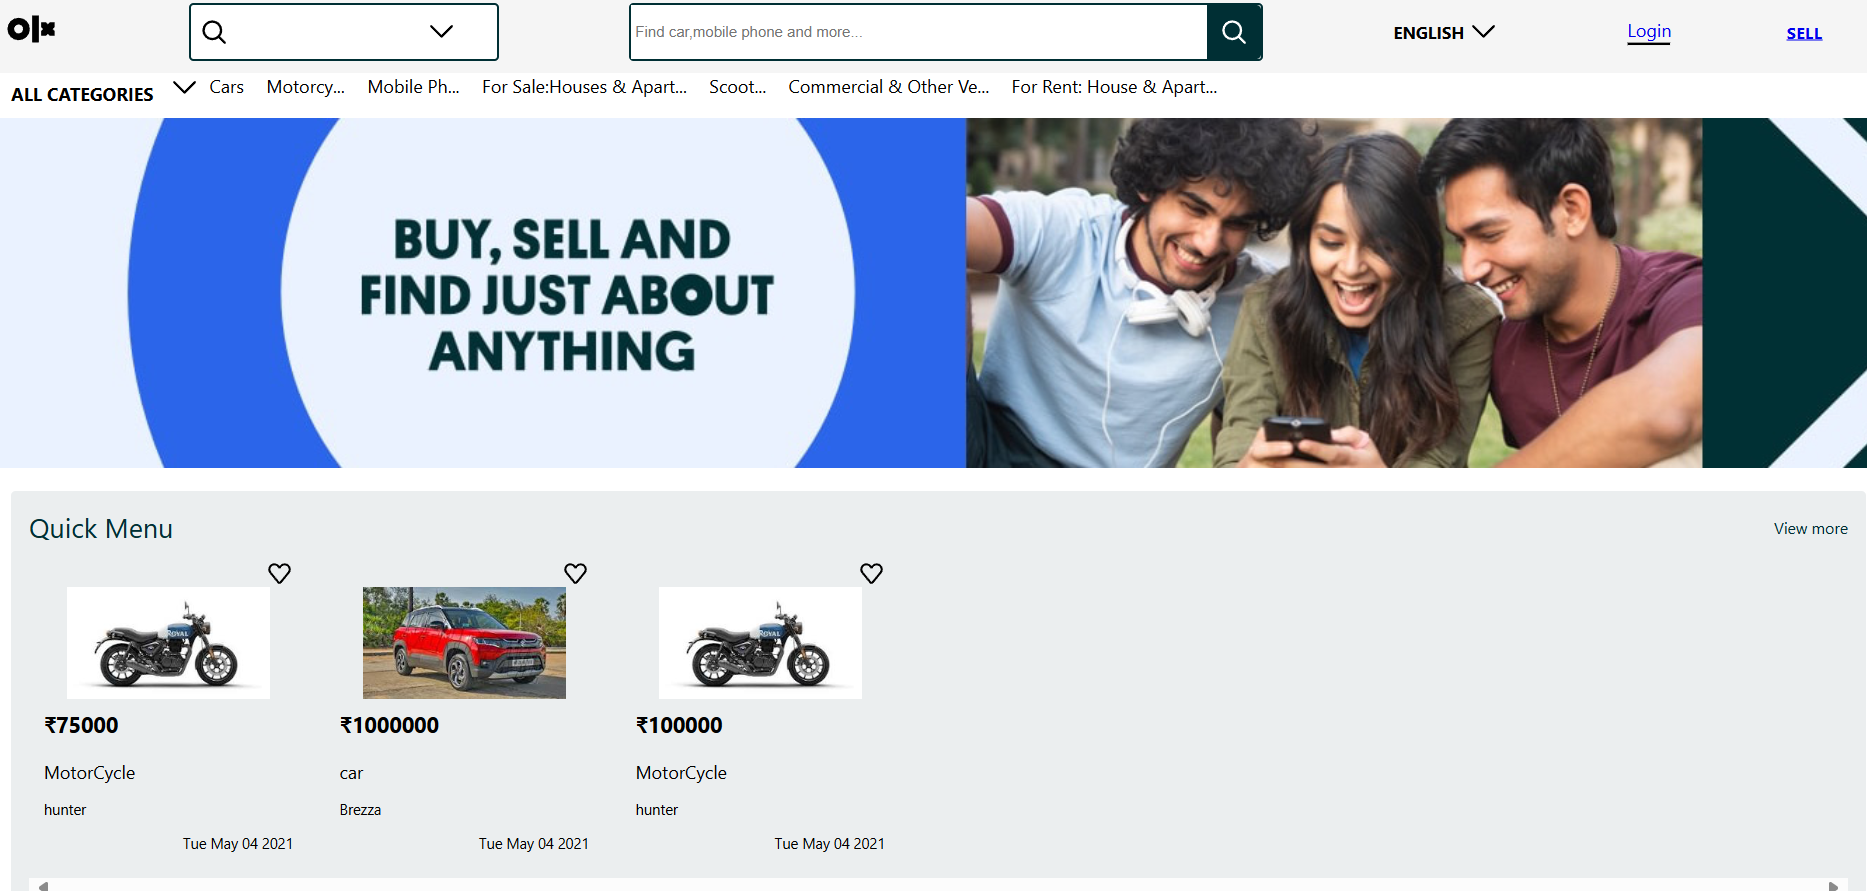 olx
Find car,mobile phone and more...
ENGLISH
Login
SELL
ALL CATEGORIES
Cars
Motorcy...
Mobile Ph...
For Sale:Houses & Apart...
Scoot...
Commercial & Other Ve...
For Rent: House & Apart...
BUY, SELL AND
FIND JUST ABOUT
ANYTHING
Quick Menu
View more
ROYAL
ROYAL
₹75000
₹1000000
₹100000
MotorCycle
car
MotorCycle
hunter
Brezza
hunter
Tue May 04 2021
Tue May 04 2021
Tue May 04 2021